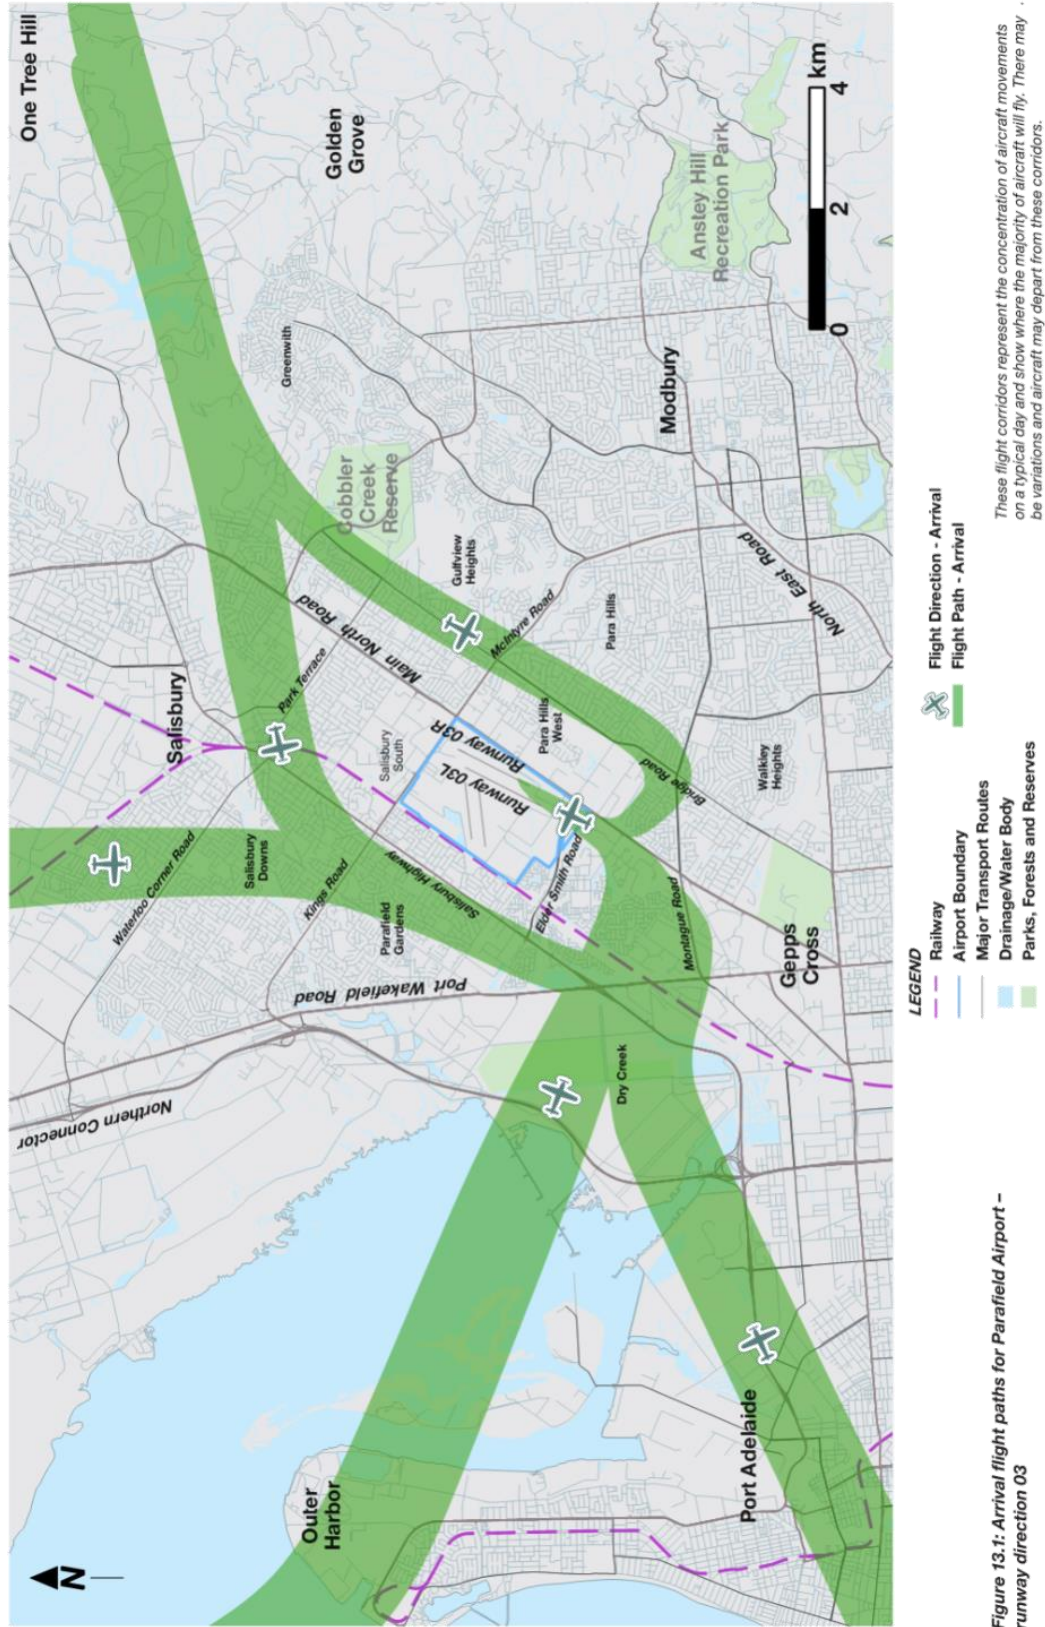 One Tree Hill
Golden
Grove
Anstey Hill
Recreation Park
km
0
2
4
Greenwith
Modbury
Cobbler
Creek
Reserve
Gulfview
Heights
McIntyre Road
Para Hills
North East Road
Main North Road
Park Terrace
Salisbury
Salisbury
South
Runway 03R
Runway 03L
Para Hills
West
Bridge Road
Walkley
Heights
Waterloo Corner Road
Salisbury
Downs
Kings Road
Salisbury Highway
Parafield
Gardens
Elder Smith Road
Montague Road
Gepps
Cross
Port Wakefield Road
Northern Connector
Dry Creek
Outer
Harbor
Port Adelaide
N
LEGEND
Railway
Airport Boundary
Major Transport Routes
Drainage/Water Body
Parks, Forests and Reserves
Flight Direction - Arrival
Flight Path - Arrival
Figure 13.1: Arrival flight paths for Parafield Airport –
runway direction 03
These flight corridors represent the concentration of aircraft movements
on a typical day and show where the majority of aircraft will fly. There may
be variations and aircraft may depart from these corridors.